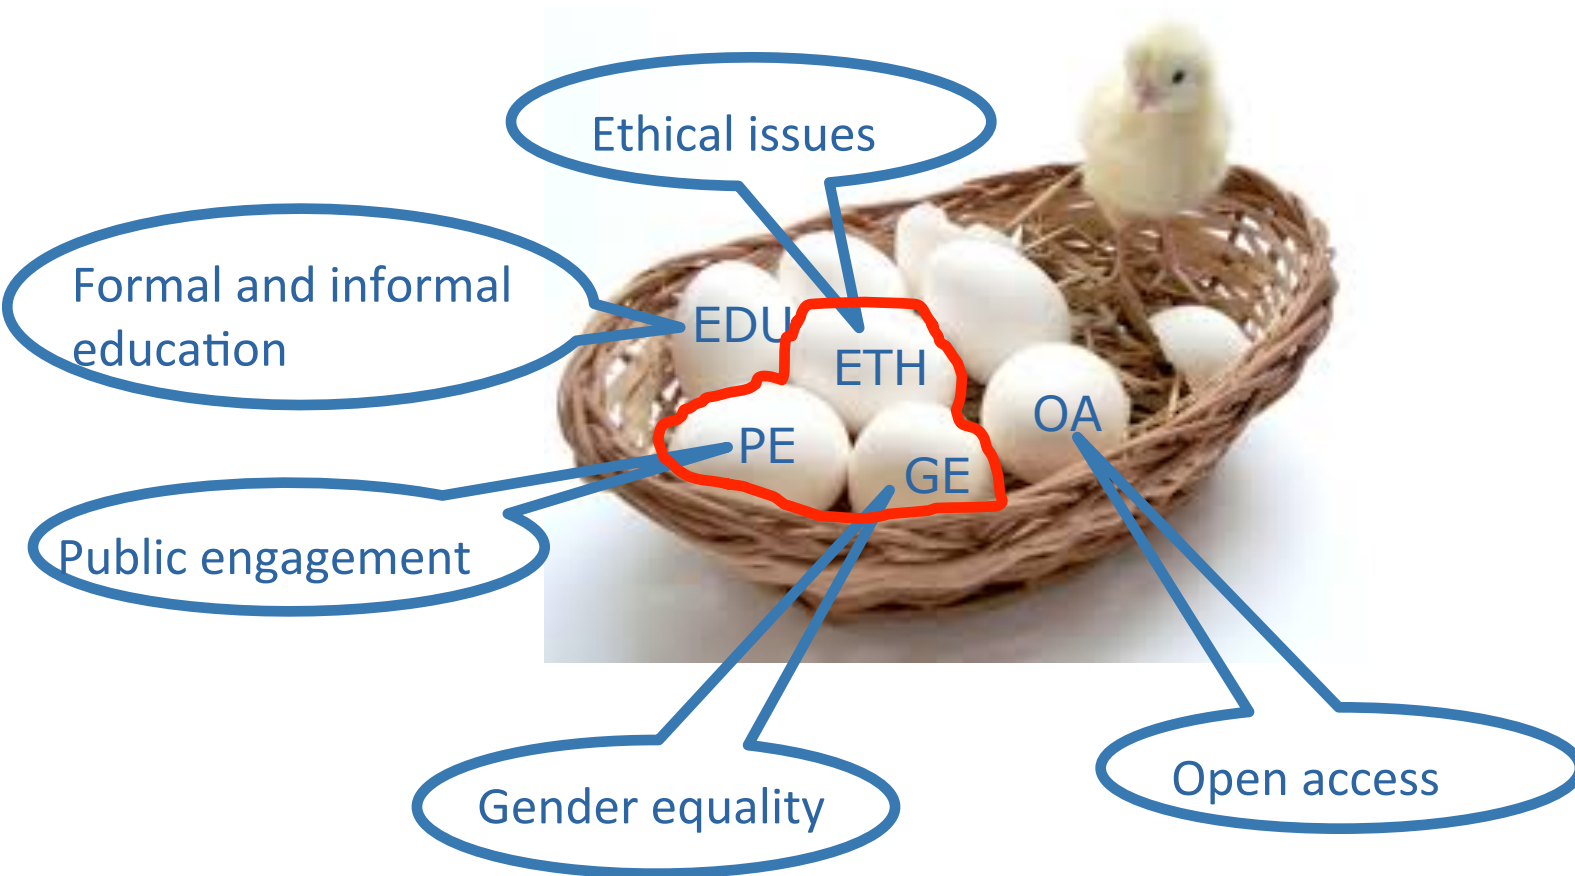 Ethical issues
Formal and informal
education
EDU
ETH
OA
PE
GE
Public engagement
Gender equality
Open access